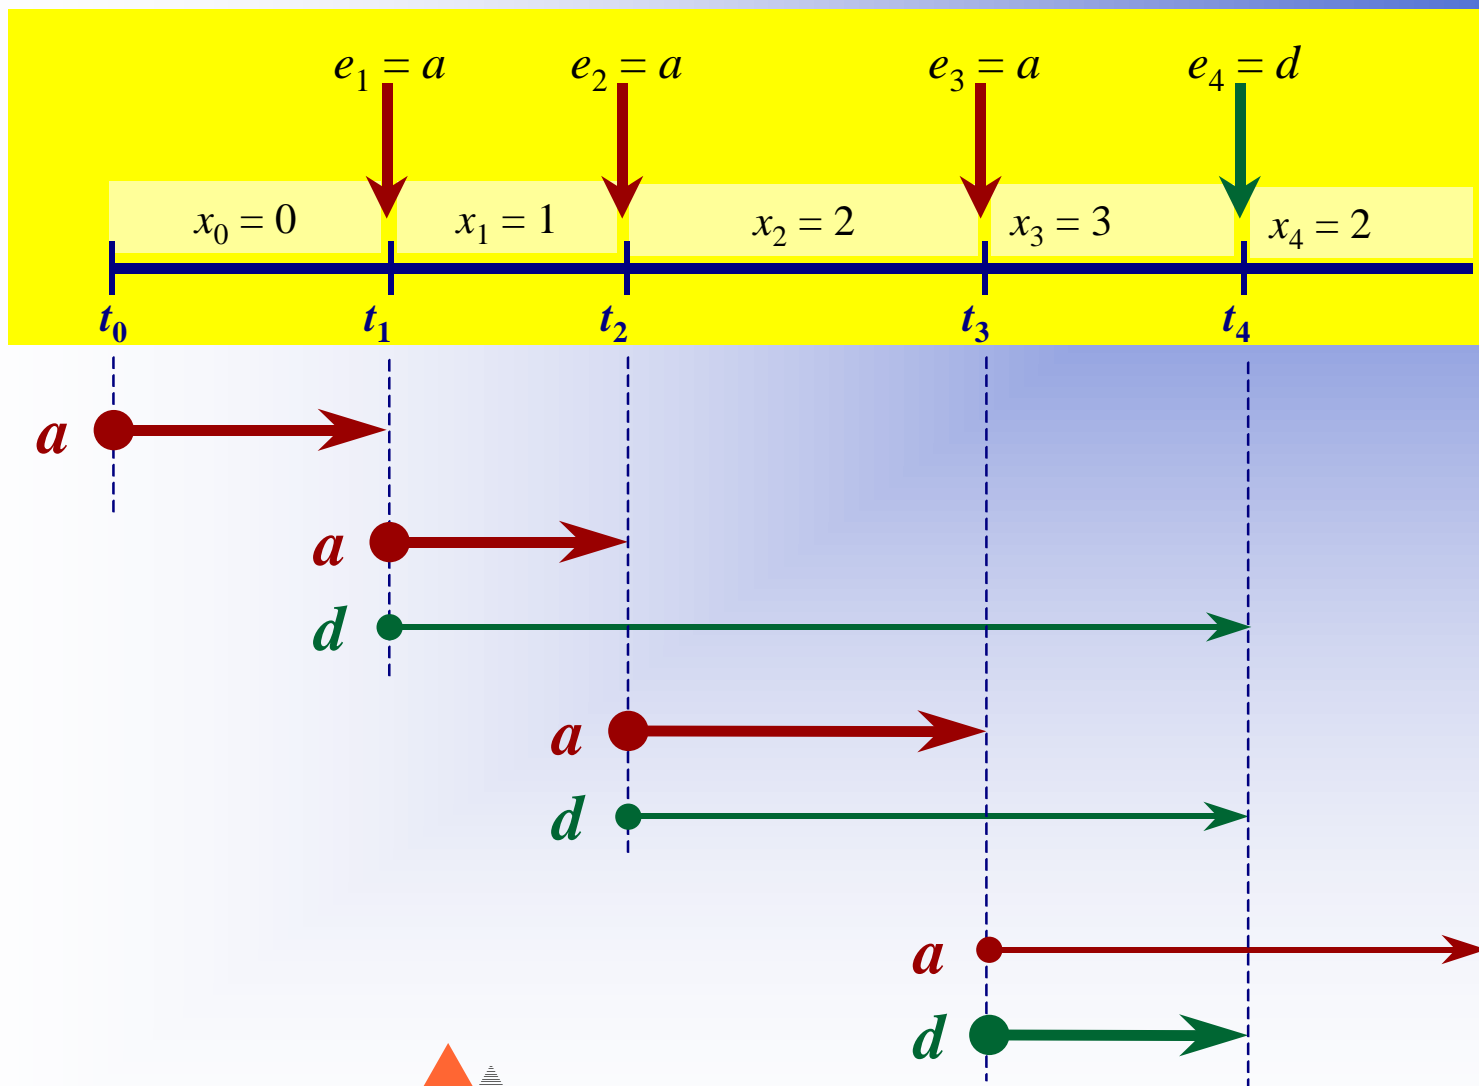 e₁ = a e₂ = a e₃ = a e₄ = d
x₀ = 0 x₁ = 1 x₂ = 2 x₃ = 3 x₄ = 2
t₀ t₁ t₂ t₃ t₄
a
a
d
a
d
a
d